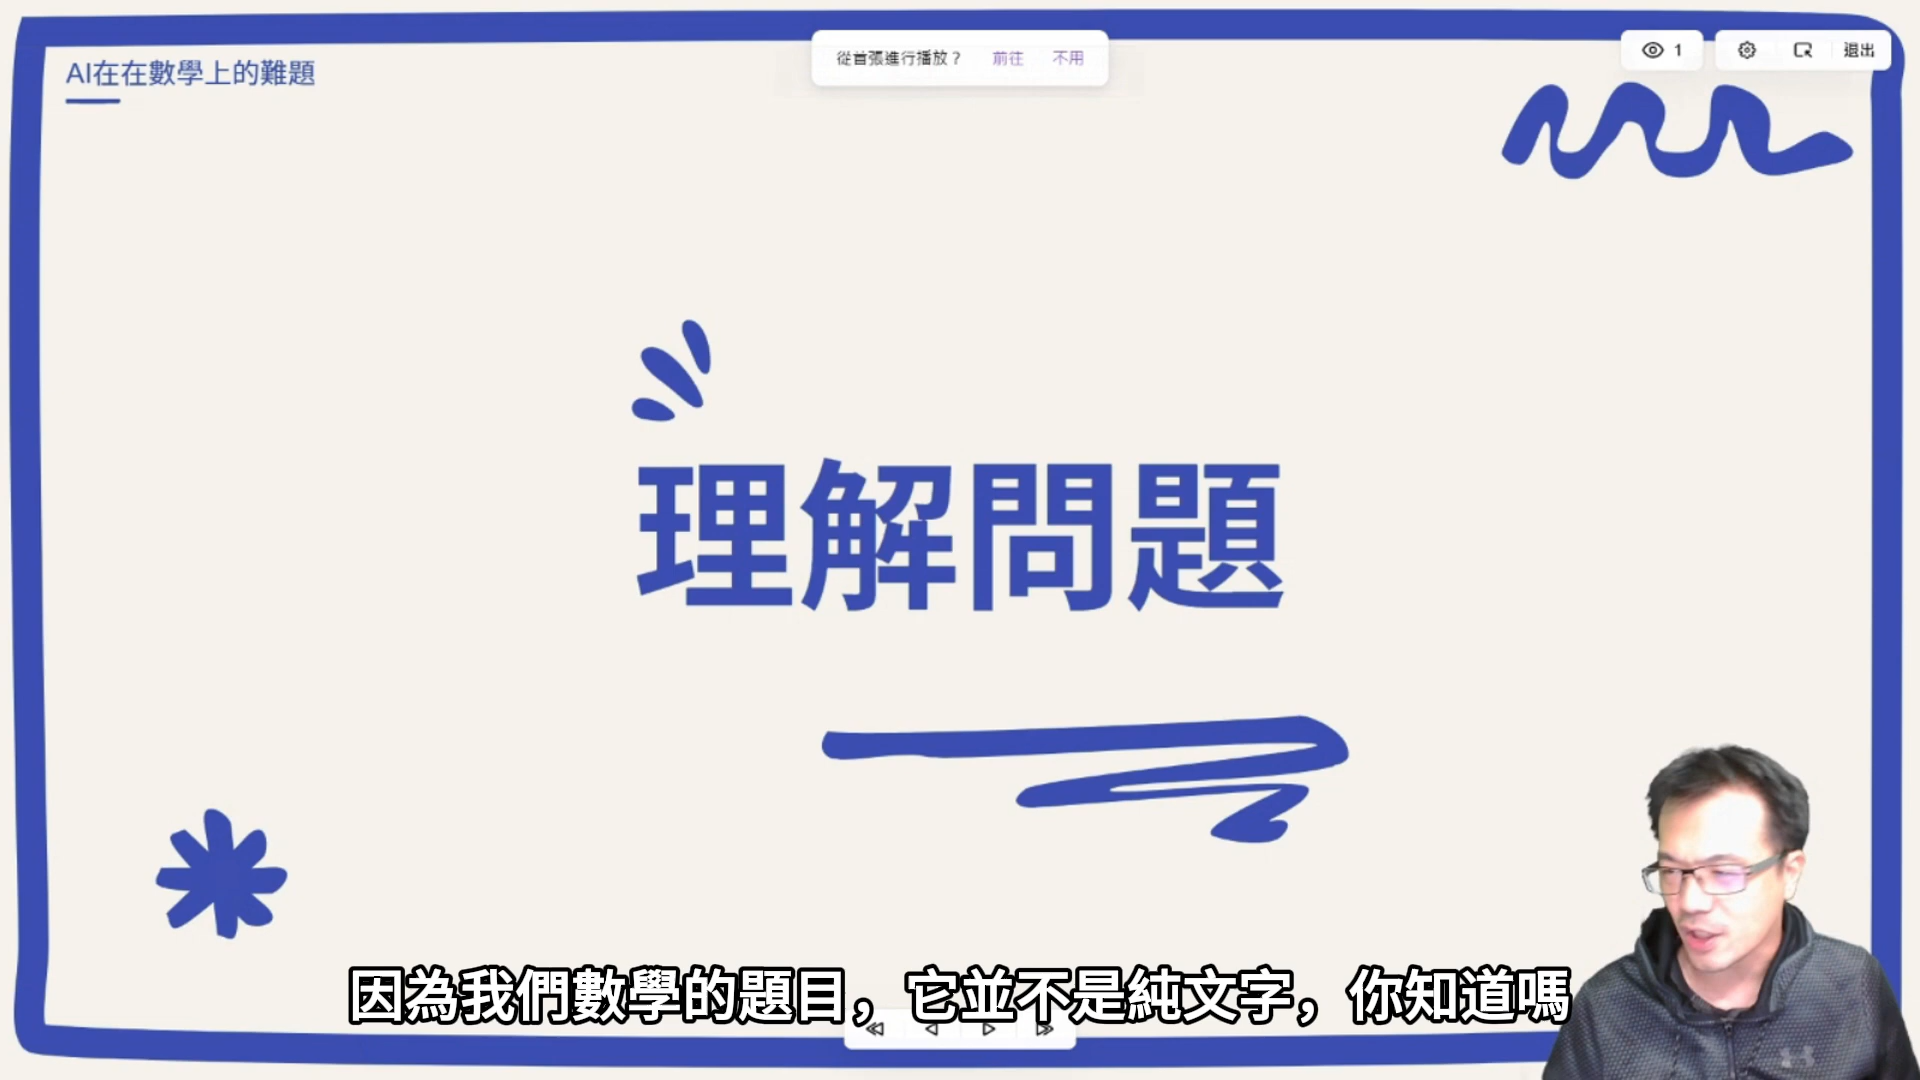 AI在在數學上的難題
從首張進行播放？ 前往 不用
1
退出
理解問題
因為我們數學的題目，它並不是純文字，你知道嗎